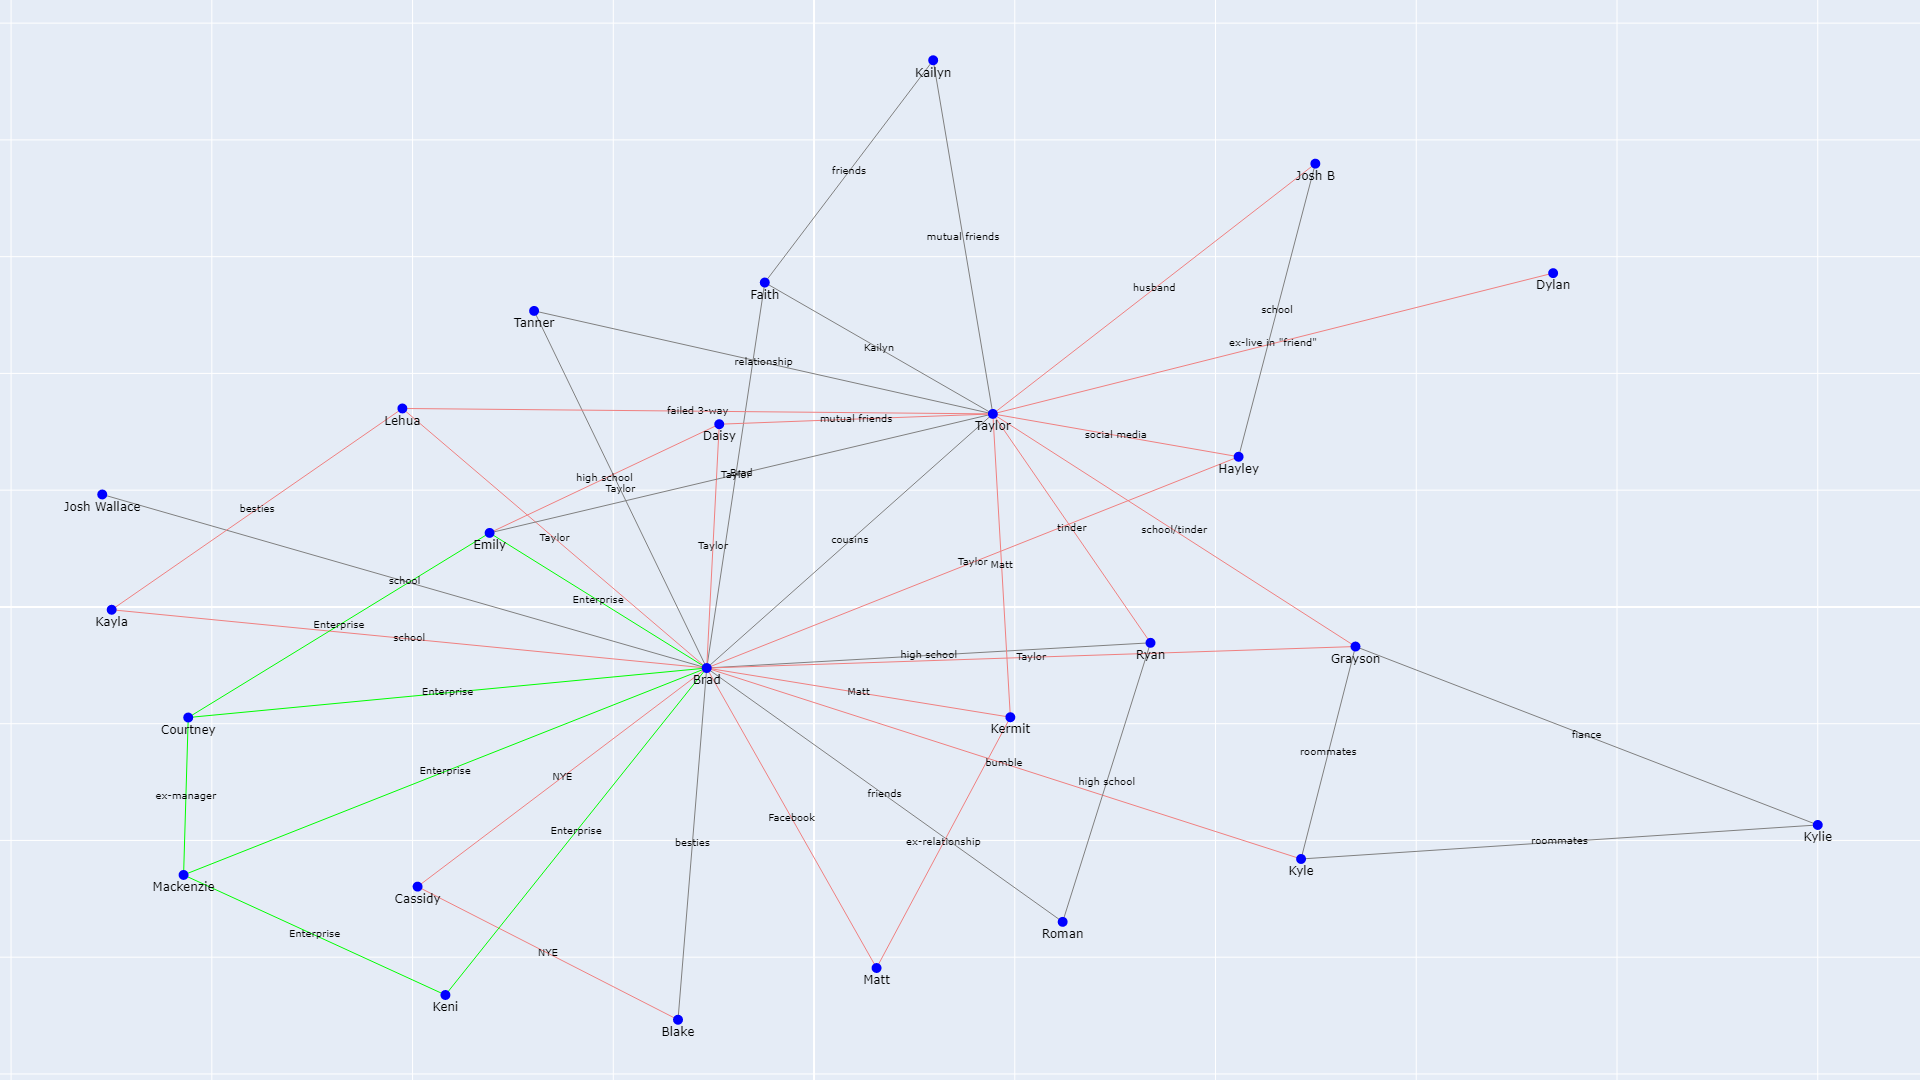 Kailyn
friends
Josh B
mutual friends
Dylan
husband
Faith
school
Tanner
ex-live in "friend"
Kailyn
relationship
failed 3-way
mutual friends
Lehua
Taylor
Daisy
social media
Hayley
Brad
Taylor
high school
Taylor
Josh Wallace
besties
tinder
school/tinder
Emily
Taylor
Taylor
cousins
Taylor
Matt
school
Enterprise
Kayla
Enterprise
school
high school
Taylor
Ryan
Grayson
Brad
Enterprise
Matt
Courtney
Kermit
fiance
roommates
bumble
Enterprise
NYE
high school
ex-manager
friends
Facebook
Enterprise
Kylie
besties
ex-relationship
roommates
Kyle
Mackenzie
Cassidy
Enterprise
Roman
NYE
Matt
Keni
Blake